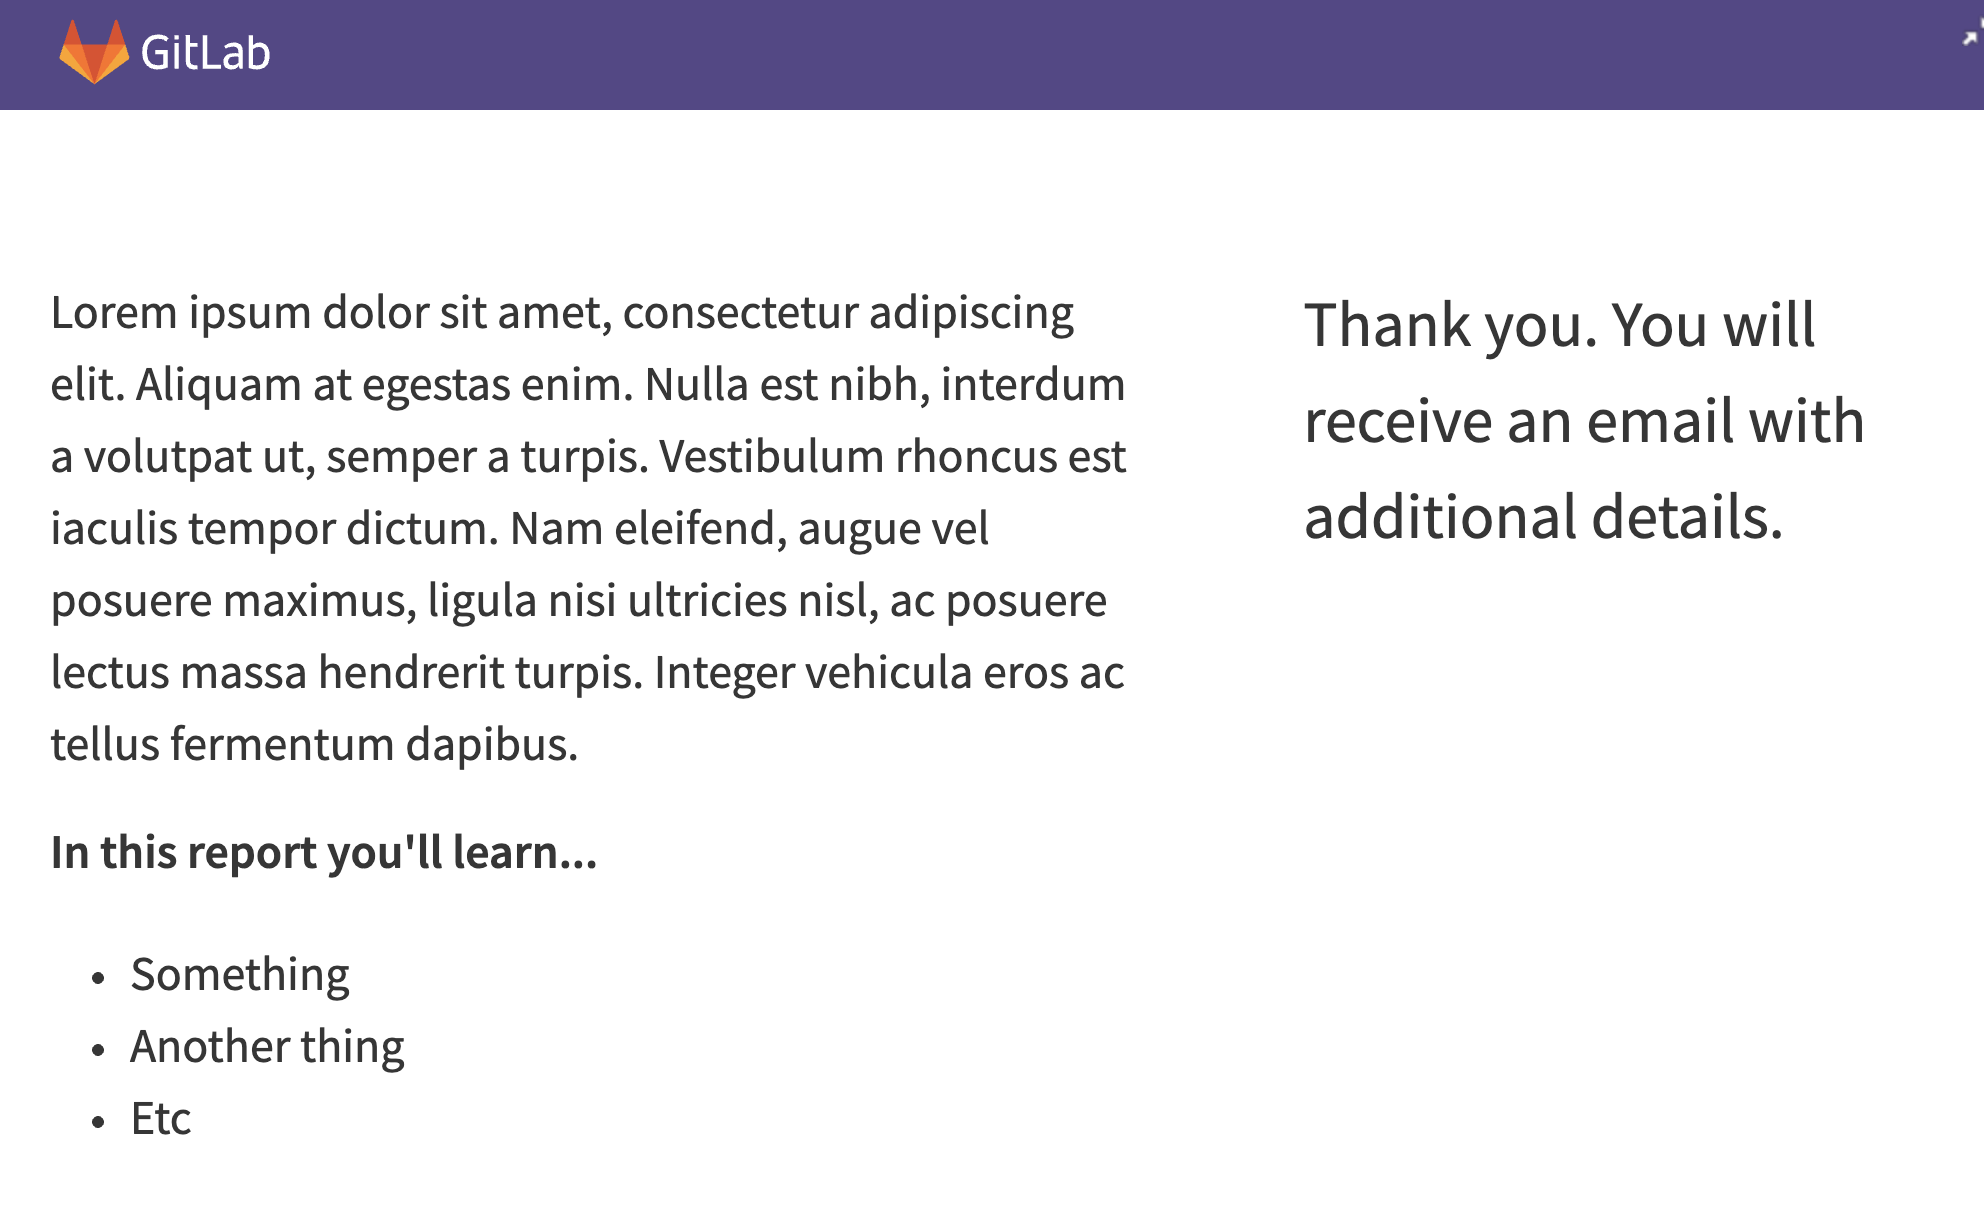 GitLab
Lorem ipsum dolor sit amet, consectetur adipiscing
elit. Aliquam at egestas enim. Nulla est nibh, interdum
a volutpat ut, semper a turpis. Vestibulum rhoncus est
iaculis tempor dictum. Nam eleifend, augue vel
posuere maximus, ligula nisi ultricies nisl, ac posuere
lectus massa hendrerit turpis. Integer vehicula eros ac
tellus fermentum dapibus.
In this report you'll learn...
• Something
• Another thing
• Etc
Thank you. You will
receive an email with
additional details.